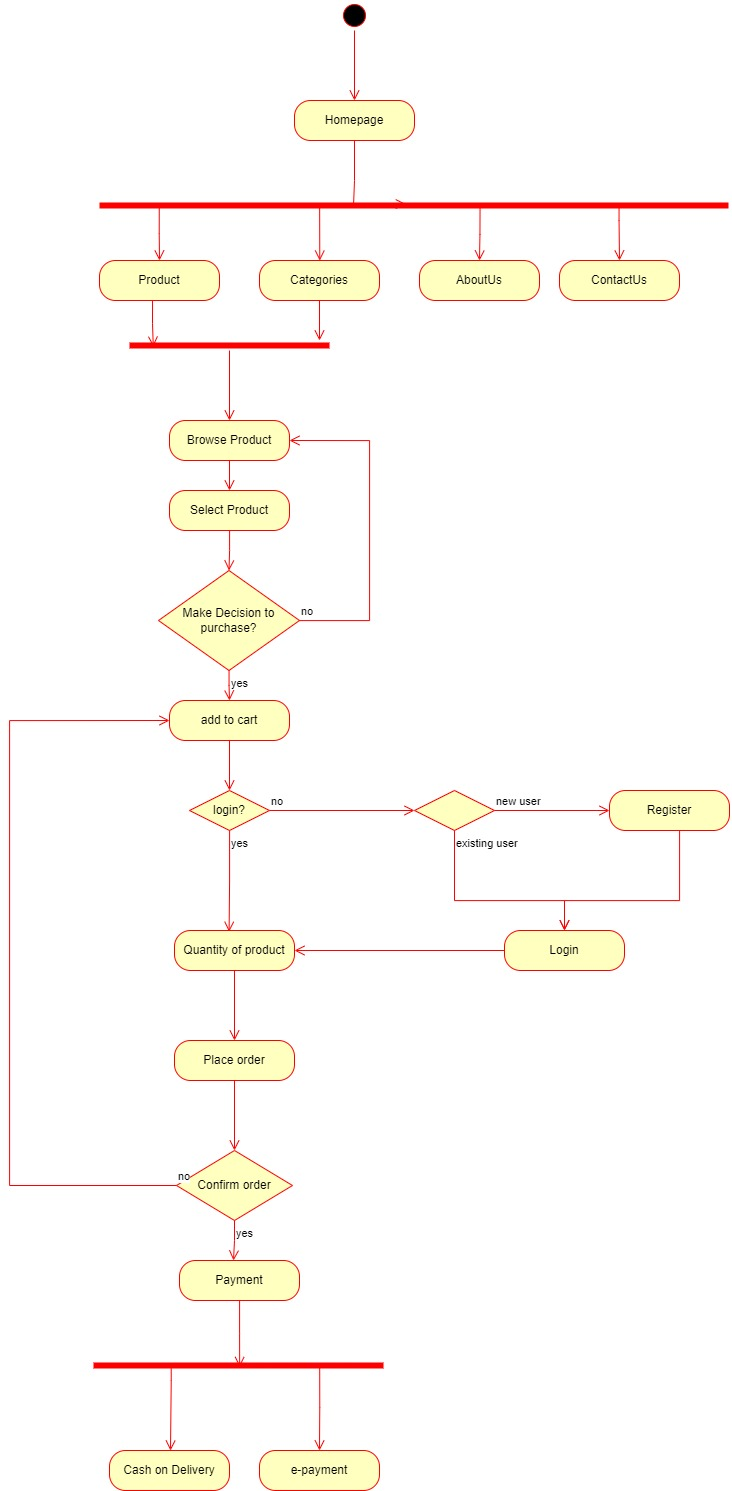 Homepage
Product
Categories
AboutUs
ContactUs
Browse Product
Select Product
Make Decision to
purchase?
no
yes
add to cart
login?
no
new user
Register
yes
existing user
Quantity of product
Login
Place order
no
Confirm order
yes
Payment
Cash on Delivery
e-payment